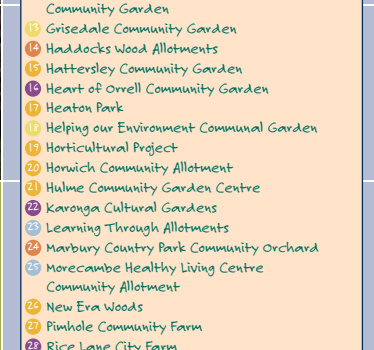 Community Garden
13 Grisedale Community Garden
14 Haddocks Wood Allotments
15 Hattersley Community Garden
16 Heart of Orrell Community Garden
17 Heaton Park
18 Helping our Environment Communal Garden
19 Horticultural Project
20 Horwich Community Allotment
21 Hulme Community Garden Centre
22 Karonga Cultural Gardens
23 Learning Through Allotments
24 Marbury Country Park Community Orchard
25 Morecambe Healthy Living Centre
Community Allotment
26 New Era Woods
27 Pimhole Community Farm
28 Rice Lane City Farm